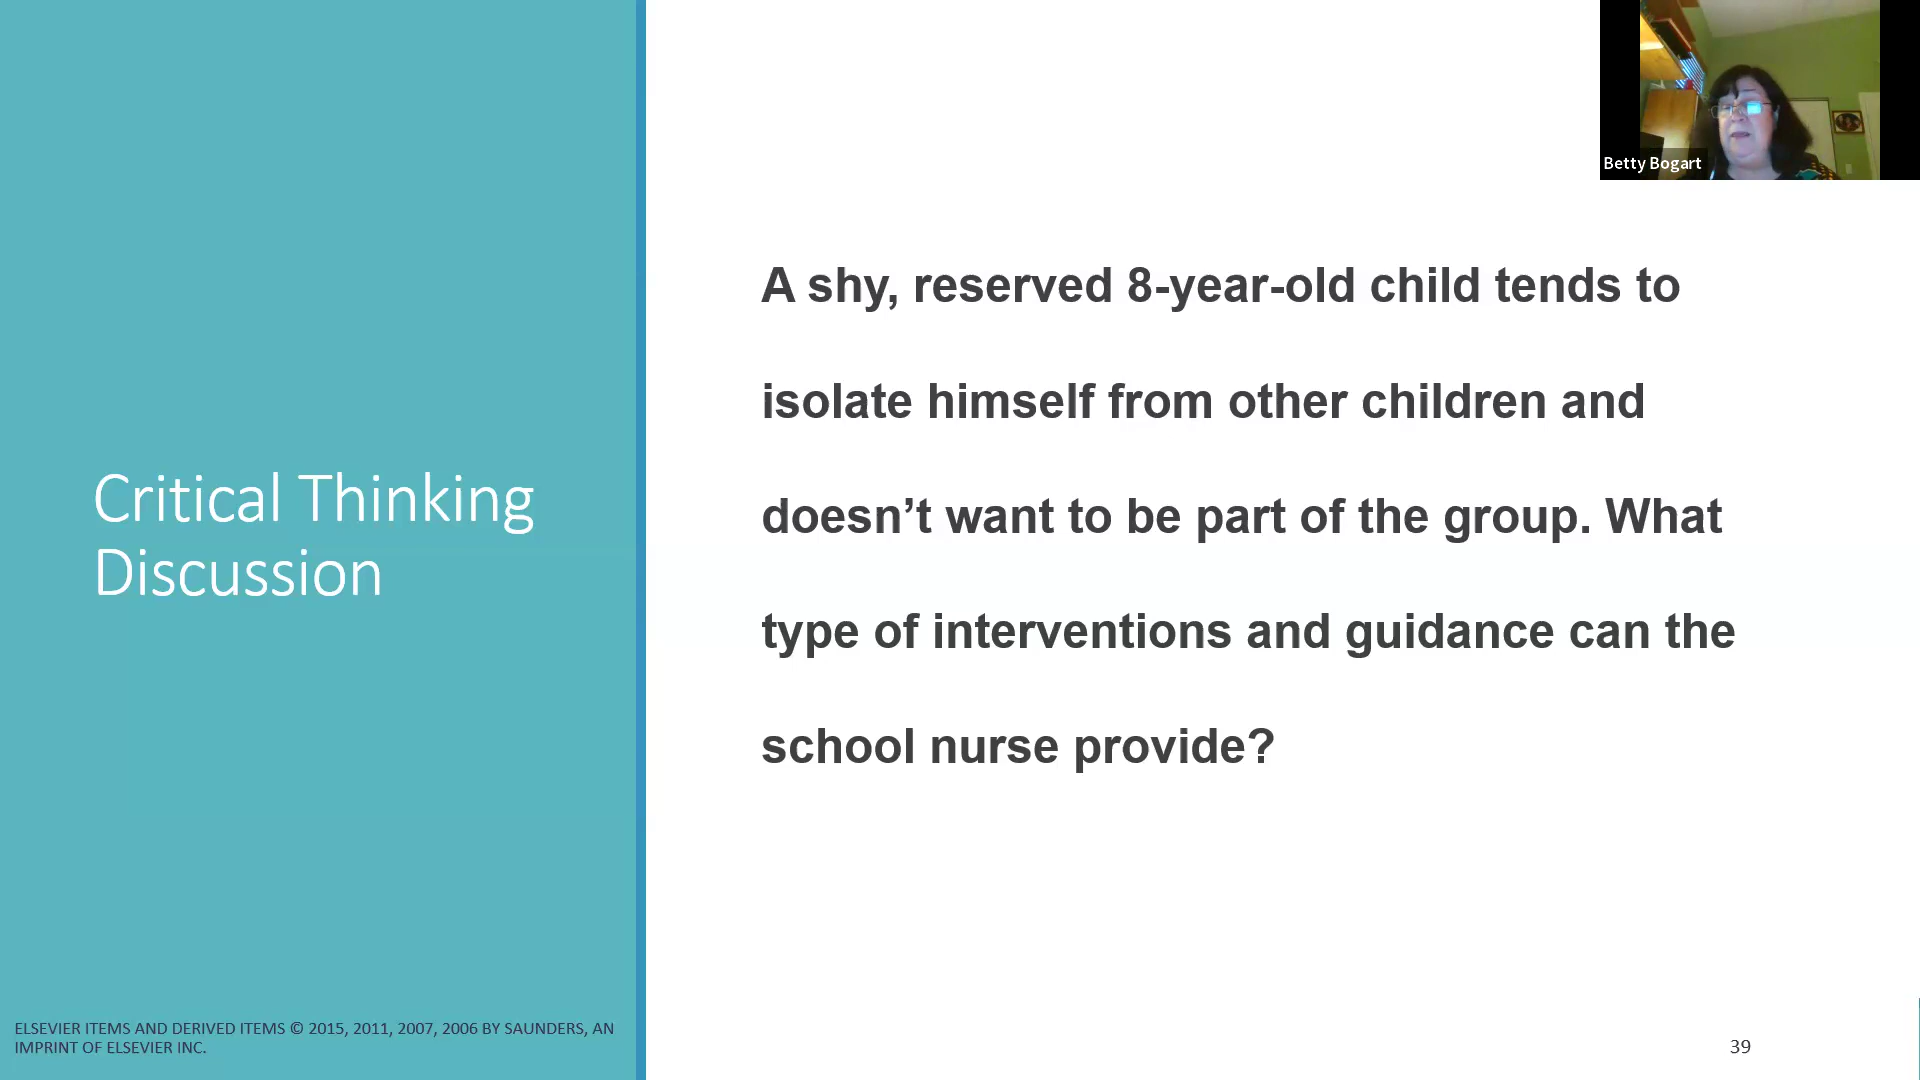 Betty Bogart
A shy, reserved 8-year-old child tends to
isolate himself from other children and
doesn’t want to be part of the group. What
type of interventions and guidance can the
school nurse provide?
Critical Thinking
Discussion
ELSEVIER ITEMS AND DERIVED ITEMS © 2015, 2011, 2007, 2006 BY SAUNDERS, AN
IMPRINT OF ELSEVIER INC.
39